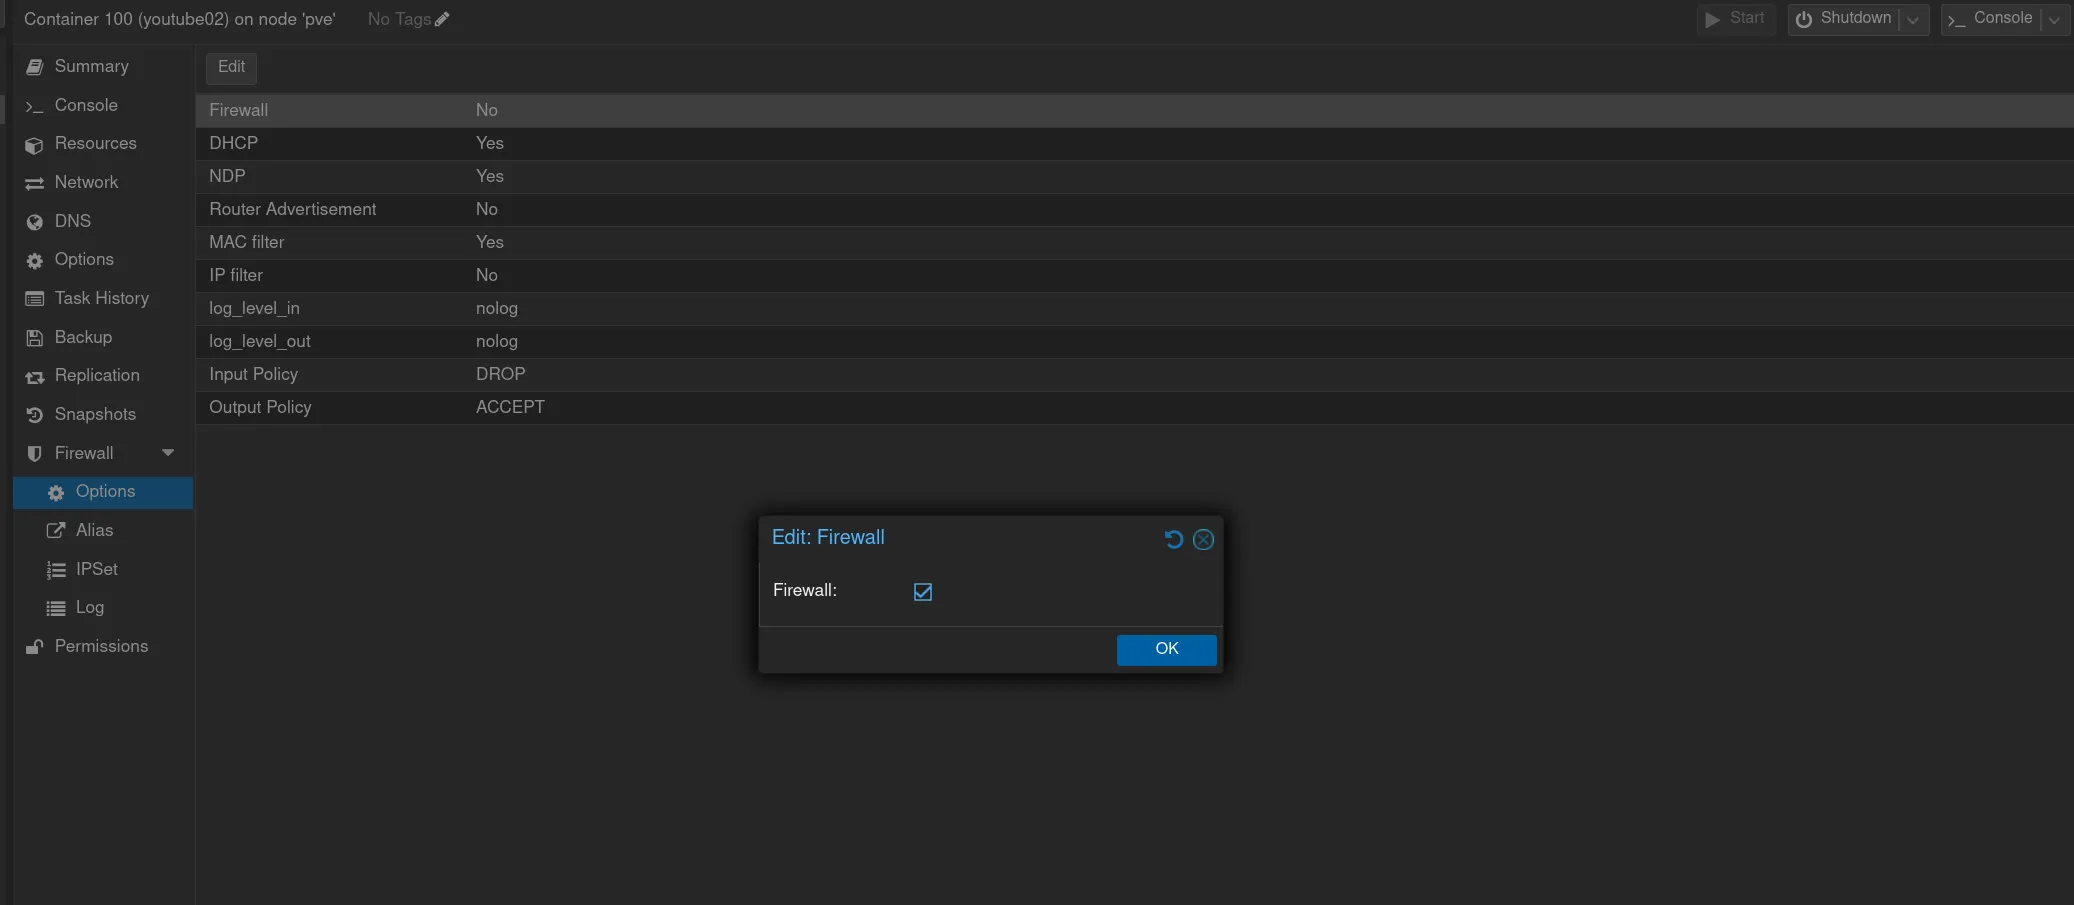 Container 100 (youtube02) on node 'pve' No Tags Start Shutdown Console
Summary
Console
Resources
Network
DNS
Options
Task History
Backup
Replication
Snapshots
Firewall
Options
Alias
IPSet
Log
Permissions
Edit
Firewall No
DHCP Yes
NDP Yes
Router Advertisement No
MAC filter Yes
IP filter No
log_level_in nolog
log_level_out nolog
Input Policy DROP
Output Policy ACCEPT
Edit: Firewall
Firewall:
OK